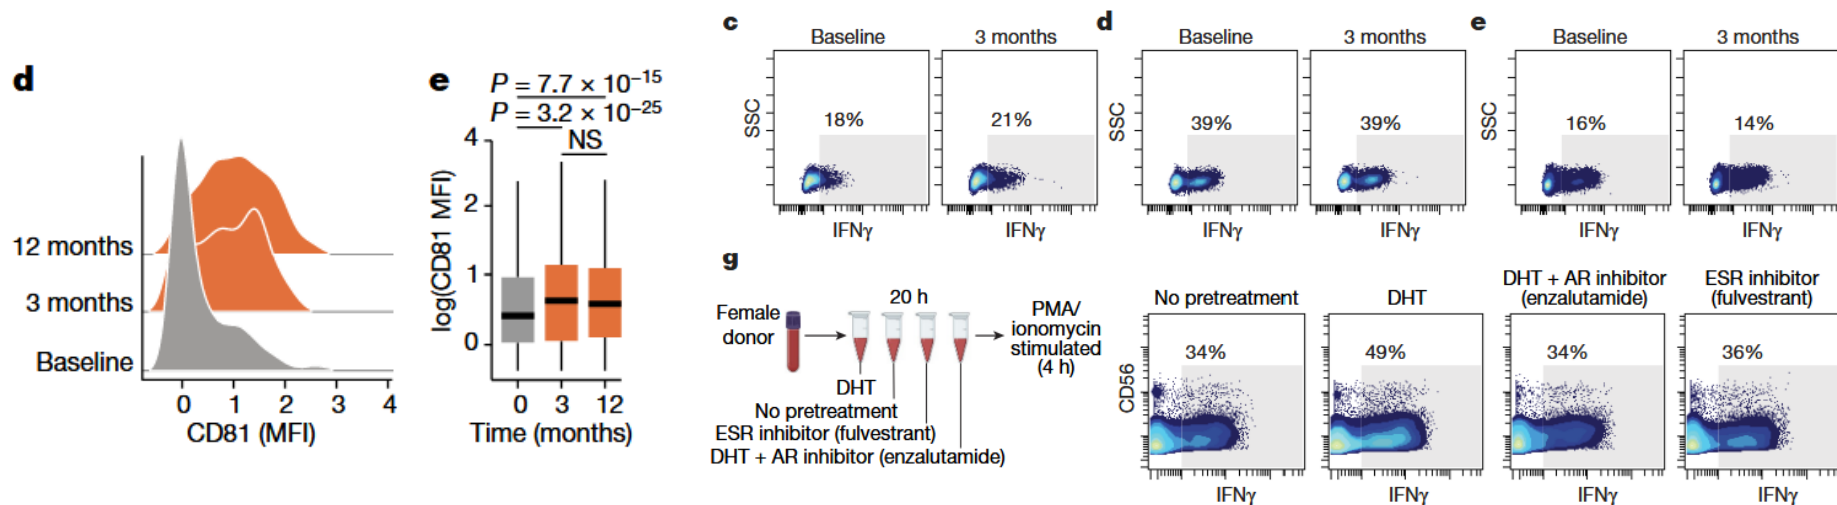 d
12 months
3 months
Baseline
0 1 2 3 4
CD81 (MFI)
e
P = 7.7 × 10⁻¹⁵
P = 3.2 × 10⁻²⁵
NS
log(CD81 MFI)
4
2
1
0
0 3 12
Time (months)
c
Baseline
3 months
SSC
18%
21%
IFNγ
IFNγ
d
Baseline
3 months
SSC
39%
39%
IFNγ
IFNγ
e
Baseline
3 months
SSC
16%
14%
IFNγ
IFNγ
g
Female
donor
20 h
PMA/
ionomycin
stimulated
(4 h)
DHT
No pretreatment
ESR inhibitor (fulvestrant)
DHT + AR inhibitor (enzalutamide)
No pretreatment
DHT
DHT + AR inhibitor
(enzalutamide)
ESR inhibitor
(fulvestrant)
CD56
34%
49%
34%
36%
IFNγ
IFNγ
IFNγ
IFNγ